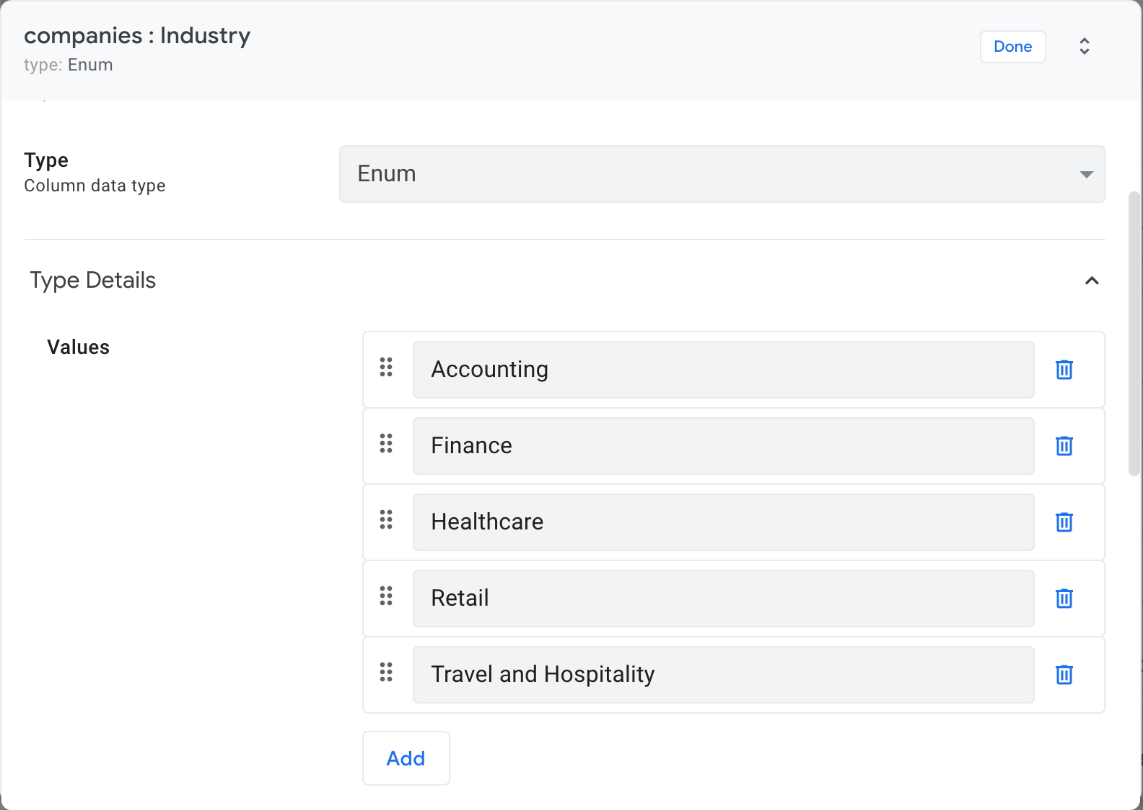 companies : Industry
type: Enum
Done
Type
Column data type
Enum
Type Details
Values
Accounting
Finance
Healthcare
Retail
Travel and Hospitality
Add